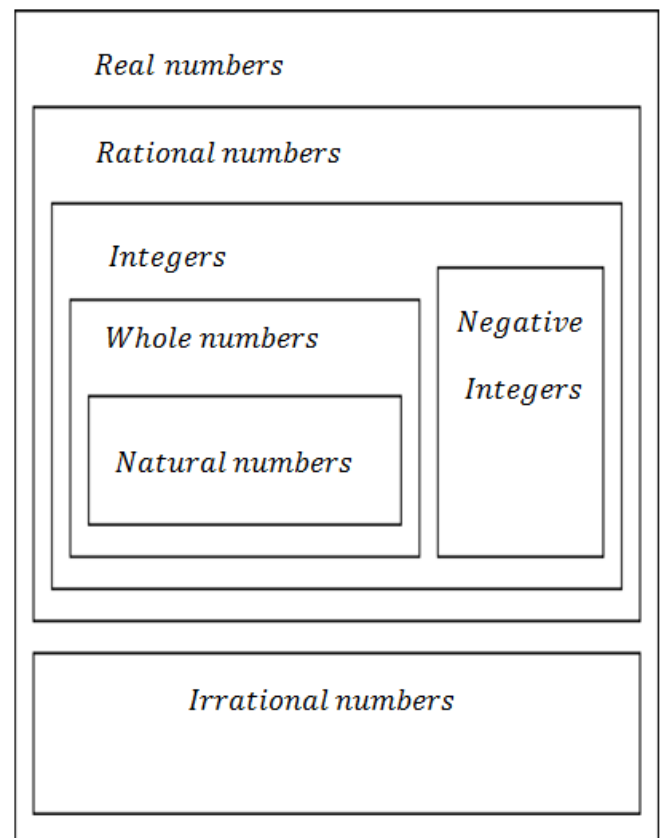 Real numbers
Rational numbers
Integers
Whole numbers
Natural numbers
Negative
Integers
Irrational numbers